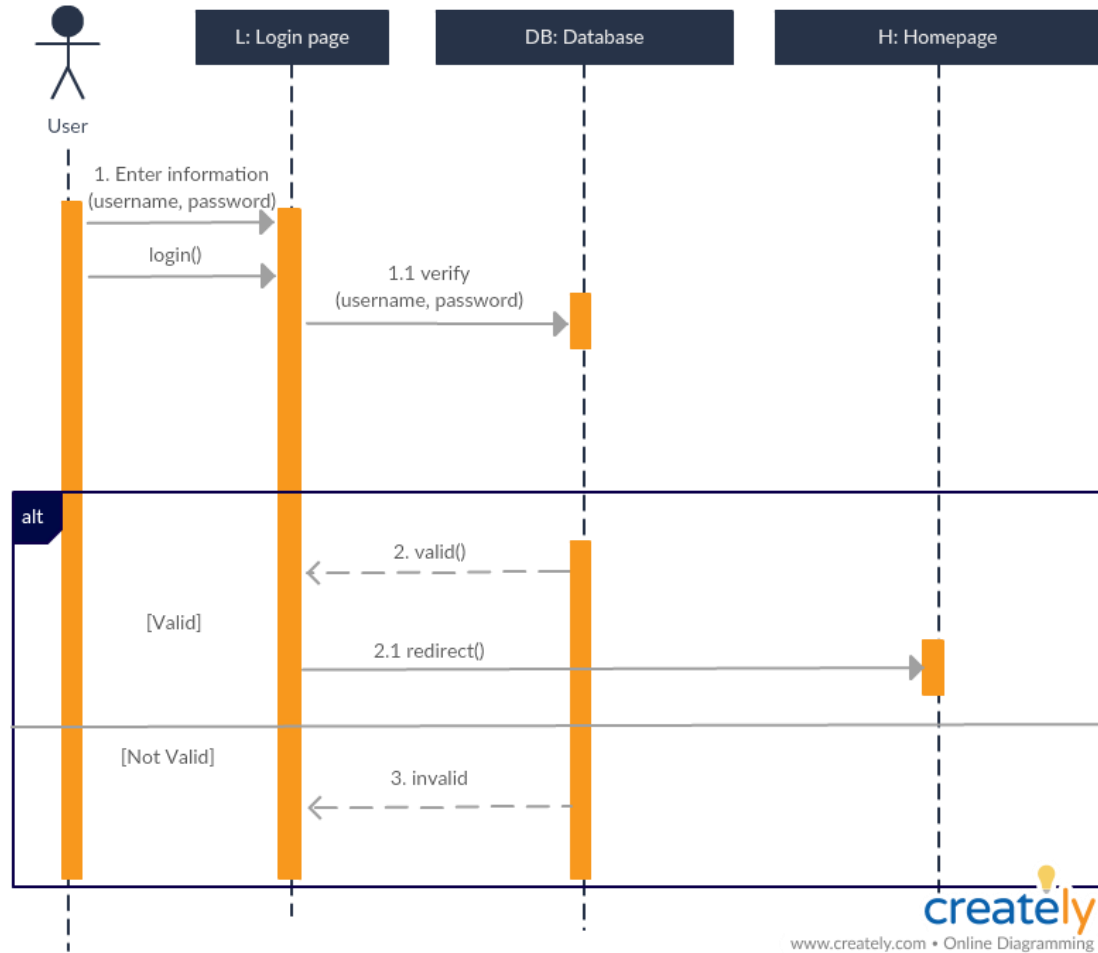 L: Login page
DB: Database
H: Homepage
User
1. Enter information
(username, password)
login()
1.1 verify
(username, password)
alt
2. valid()
[Valid]
2.1 redirect()
[Not Valid]
3. invalid
creately
www.creately.com • Online Diagramming